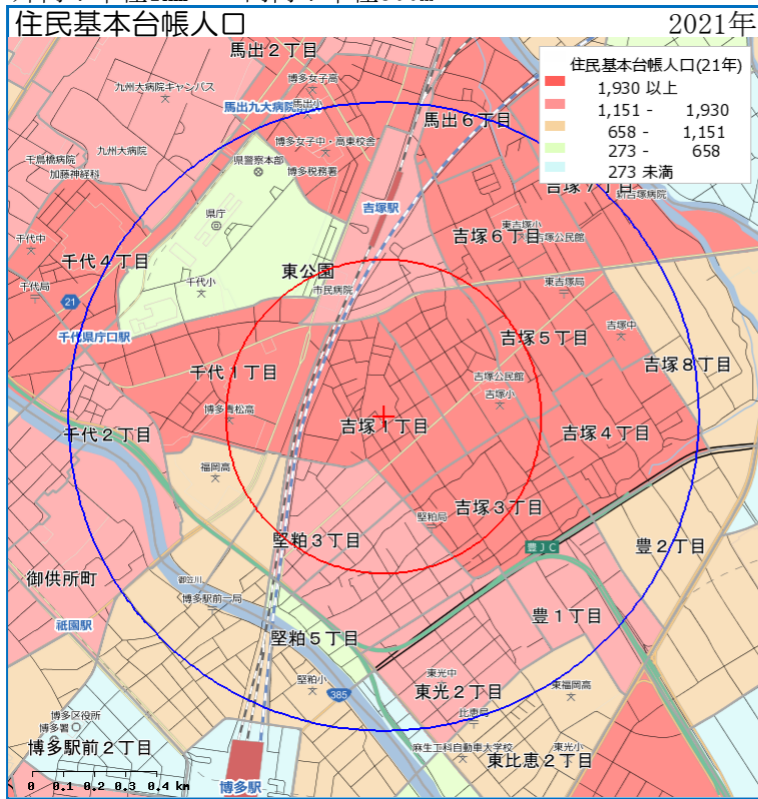 住民基本台帳人口
2021年
住民基本台帳人口(21年)
1,930 以上
1,151 - 1,930
658 - 1,151
273 - 658
273 未満
馬出2丁目
博多女子高
九州大病院キャンパス
馬出九大病院
馬出小
馬出6丁目
九州大病院
博多女子中・高東校舎
千鳥橋病院
加藤神経科
県警察本部
博多税務署
吉塚7丁目
新吉塚病院
吉塚駅
県庁
東吉塚小
吉塚公民館
吉塚6丁目
千代中
千代4丁目
東公園
千代局
千代小
市民病院
東吉塚局
21
千代県庁口駅
吉塚5丁目
吉塚中
吉塚8丁目
千代1丁目
吉塚公民館
吉塚小
博多青松高
吉塚1丁目
千代2丁目
吉塚4丁目
福岡高
吉塚3丁目
堅粕局
堅粕3丁目
豊JC
豊2丁目
御供所町
御笠川
博多駅前一局
豊1丁目
祇園駅
堅粕5丁目
東光中
堅粕小
385
東光2丁目
東福岡高
比恵局
博多区役所
博多署
博多駅前2丁目
麻生工科自動車大学校
東光小
東比恵2丁目
0 0.1 0.2 0.3 0.4 km
博多駅